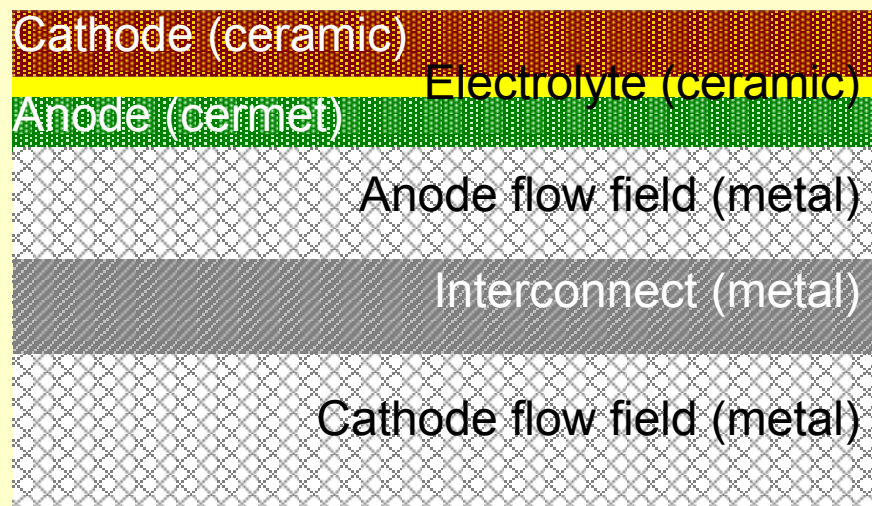 Cathode (ceramic)
Electrolyte (ceramic)
Anode (cermet)
Anode flow field (metal)
Interconnect (metal)
Cathode flow field (metal)